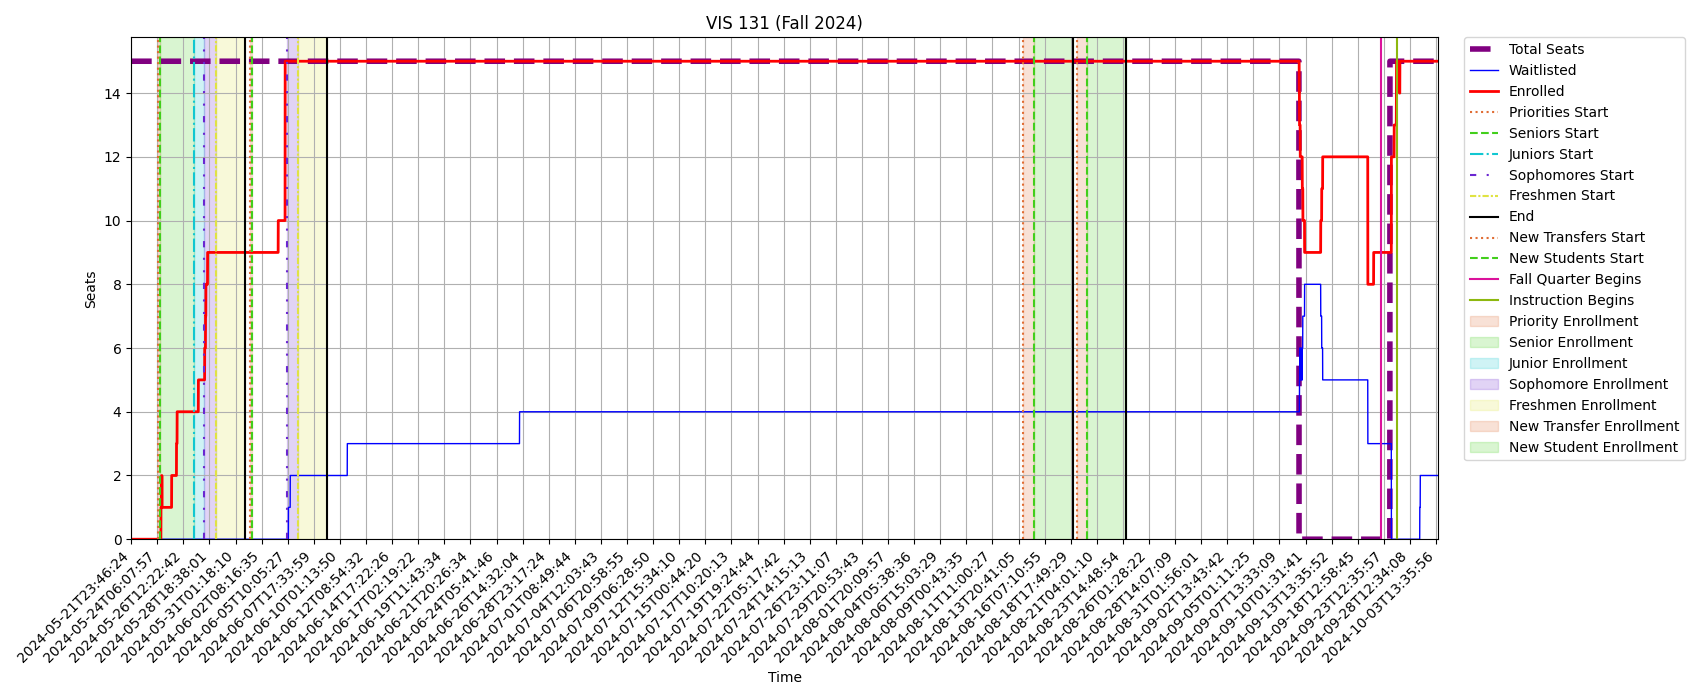 VIS 131 (Fall 2024)
Seats
14
12
10
8
6
4
2
0
2024-05-21T23:46:24
2024-05-24T06:07:57
2024-05-26T12:22:42
2024-05-28T18:38:01
2024-05-31T01:18:10
2024-06-02T08:16:35
2024-06-05T10:05:27
2024-06-07T17:33:59
2024-06-10T01:13:50
2024-06-12T08:54:32
2024-06-14T17:22:26
2024-06-17T02:19:22
2024-06-19T11:43:34
2024-06-21T20:26:34
2024-06-24T05:41:46
2024-06-26T14:32:04
2024-06-28T23:17:24
2024-07-01T08:49:44
2024-07-04T12:03:43
2024-07-06T20:58:55
2024-07-09T06:28:50
2024-07-12T15:34:10
2024-07-15T00:44:20
2024-07-17T10:20:13
2024-07-19T19:24:44
2024-07-22T05:17:42
2024-07-24T14:15:13
2024-07-26T23:11:07
2024-07-29T20:53:43
2024-08-01T20:09:57
2024-08-04T05:38:36
2024-08-06T15:03:29
2024-08-09T00:43:35
2024-08-11T11:00:27
2024-08-13T20:41:05
2024-08-16T07:10:55
2024-08-18T17:49:29
2024-08-21T04:01:10
2024-08-23T14:48:54
2024-08-26T01:28:22
2024-08-28T14:07:09
2024-08-31T01:56:01
2024-09-02T13:43:42
2024-09-05T01:11:25
2024-09-07T13:33:09
2024-09-10T01:31:41
2024-09-13T13:35:52
2024-09-18T12:58:45
2024-09-23T12:35:57
2024-09-28T12:34:08
2024-10-03T13:35:56
Time
Total Seats
Waitlisted
Enrolled
Priorities Start
Seniors Start
Juniors Start
Sophomores Start
Freshmen Start
End
New Transfers Start
New Students Start
Fall Quarter Begins
Instruction Begins
Priority Enrollment
Senior Enrollment
Junior Enrollment
Sophomore Enrollment
Freshmen Enrollment
New Transfer Enrollment
New Student Enrollment